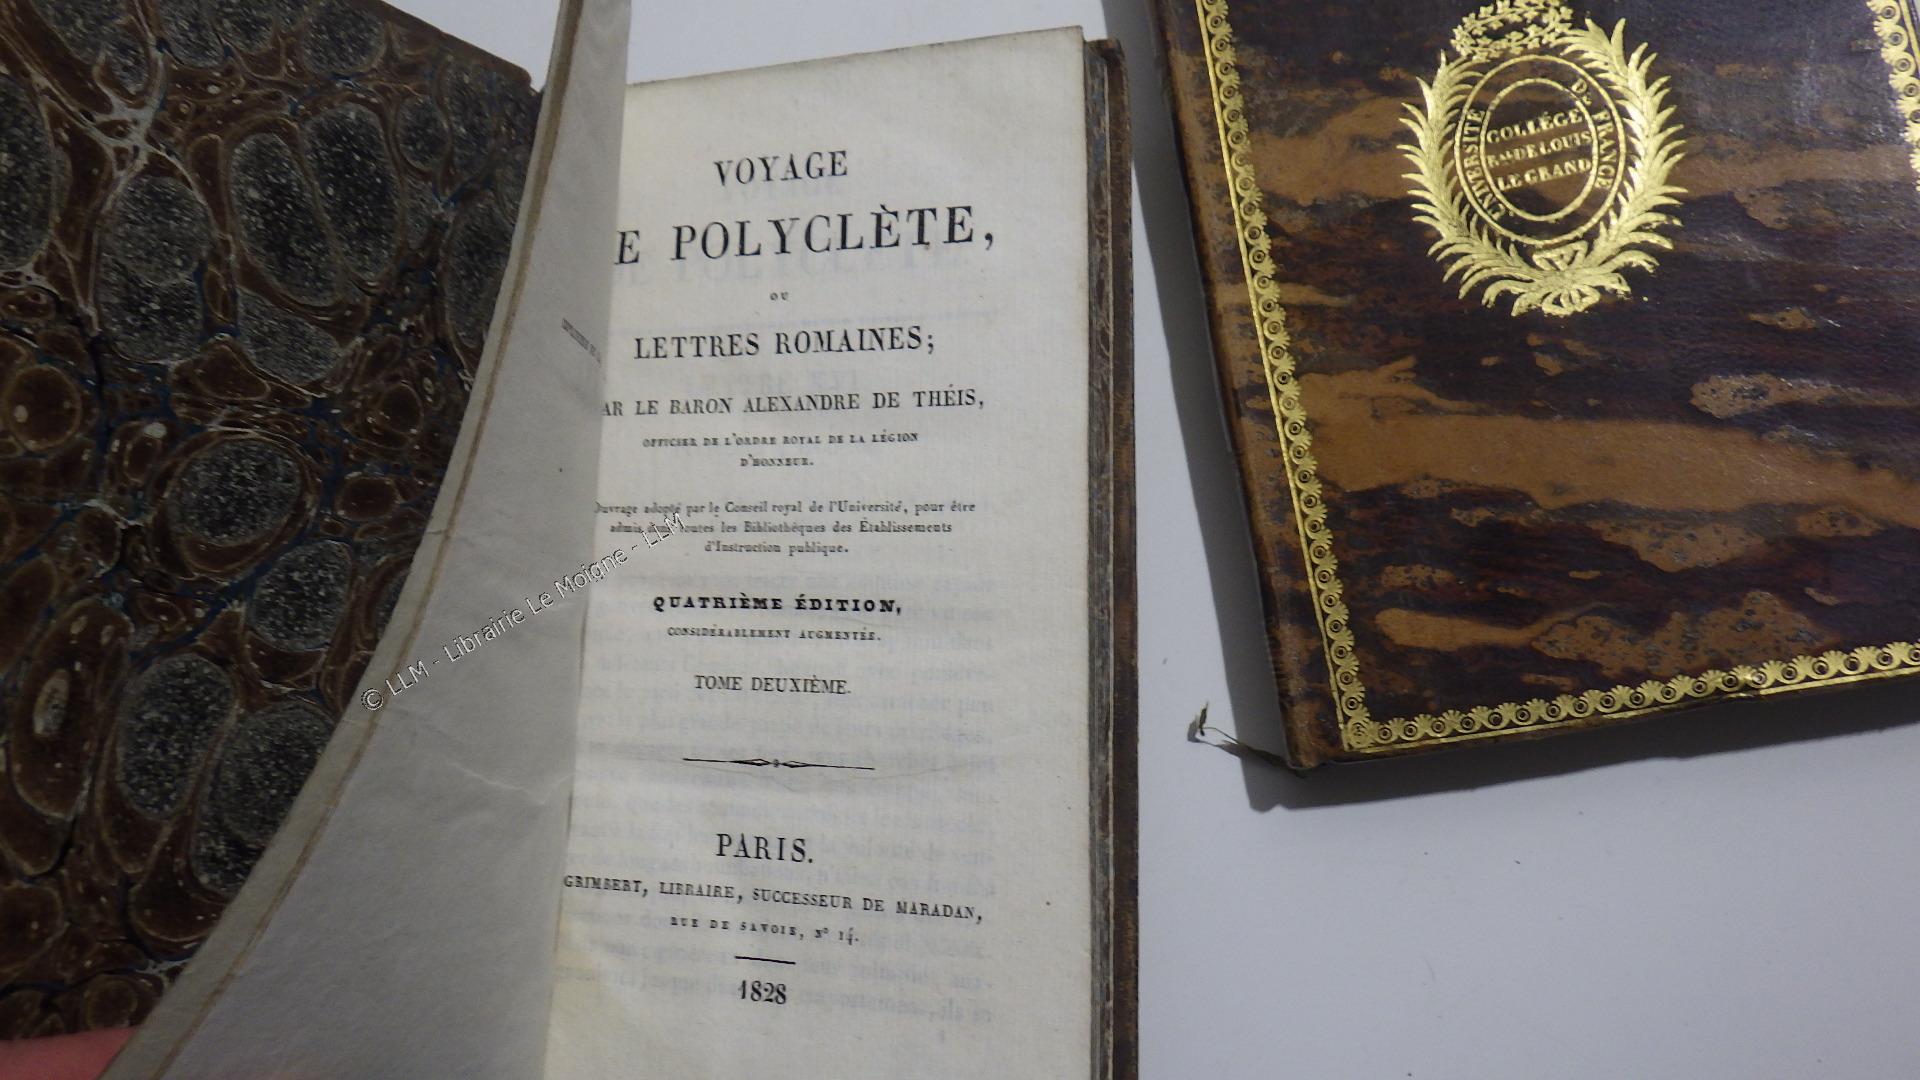 VOYAGE
E POLYCLÈTE,
OU
LETTRES ROMAINES;
AR LE BARON ALEXANDRE DE THÉIS,
OFFICIER DE L'ORDRE ROYAL DE LA LÉGION
D'HONNEUR.
Ouvrage adopté par le Conseil royal de l'Université, pour être
admis dans toutes les Bibliothèques des Établissements
d'Instruction publique.
QUATRIÈME ÉDITION,
CONSIDÉRABLEMENT AUGMENTÉE.
TOME DEUXIÈME.
PARIS.
GRIMBERT, LIBRAIRE, SUCCESSEUR DE MARADAN,
RUE DE SAVOIE, Nº 14.
1828
© LLM - Librairie Le Moigne - LLM
UNIVERSITÉ DE FRANCE
COLLÉGE
RAL DE LOUIS
LE GRAND